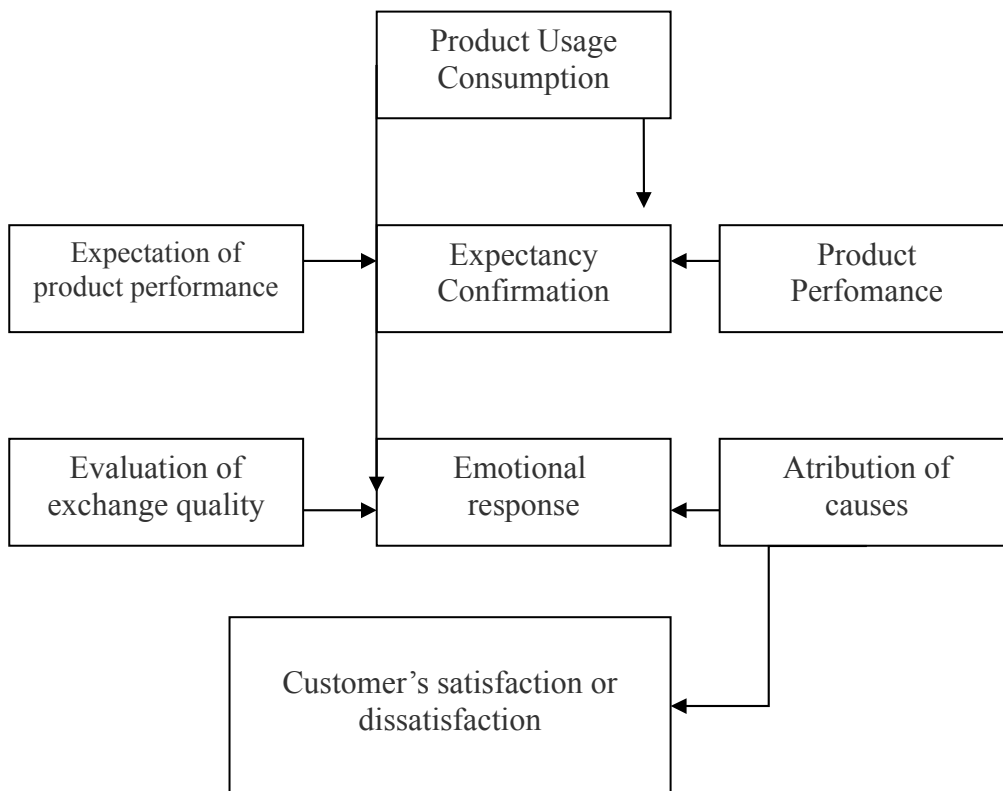 Product Usage
Consumption
Expectation of
product performance
Expectancy
Confirmation
Product
Perfomance
Evaluation of
exchange quality
Emotional
response
Atribution of
causes
Customer’s satisfaction or
dissatisfaction